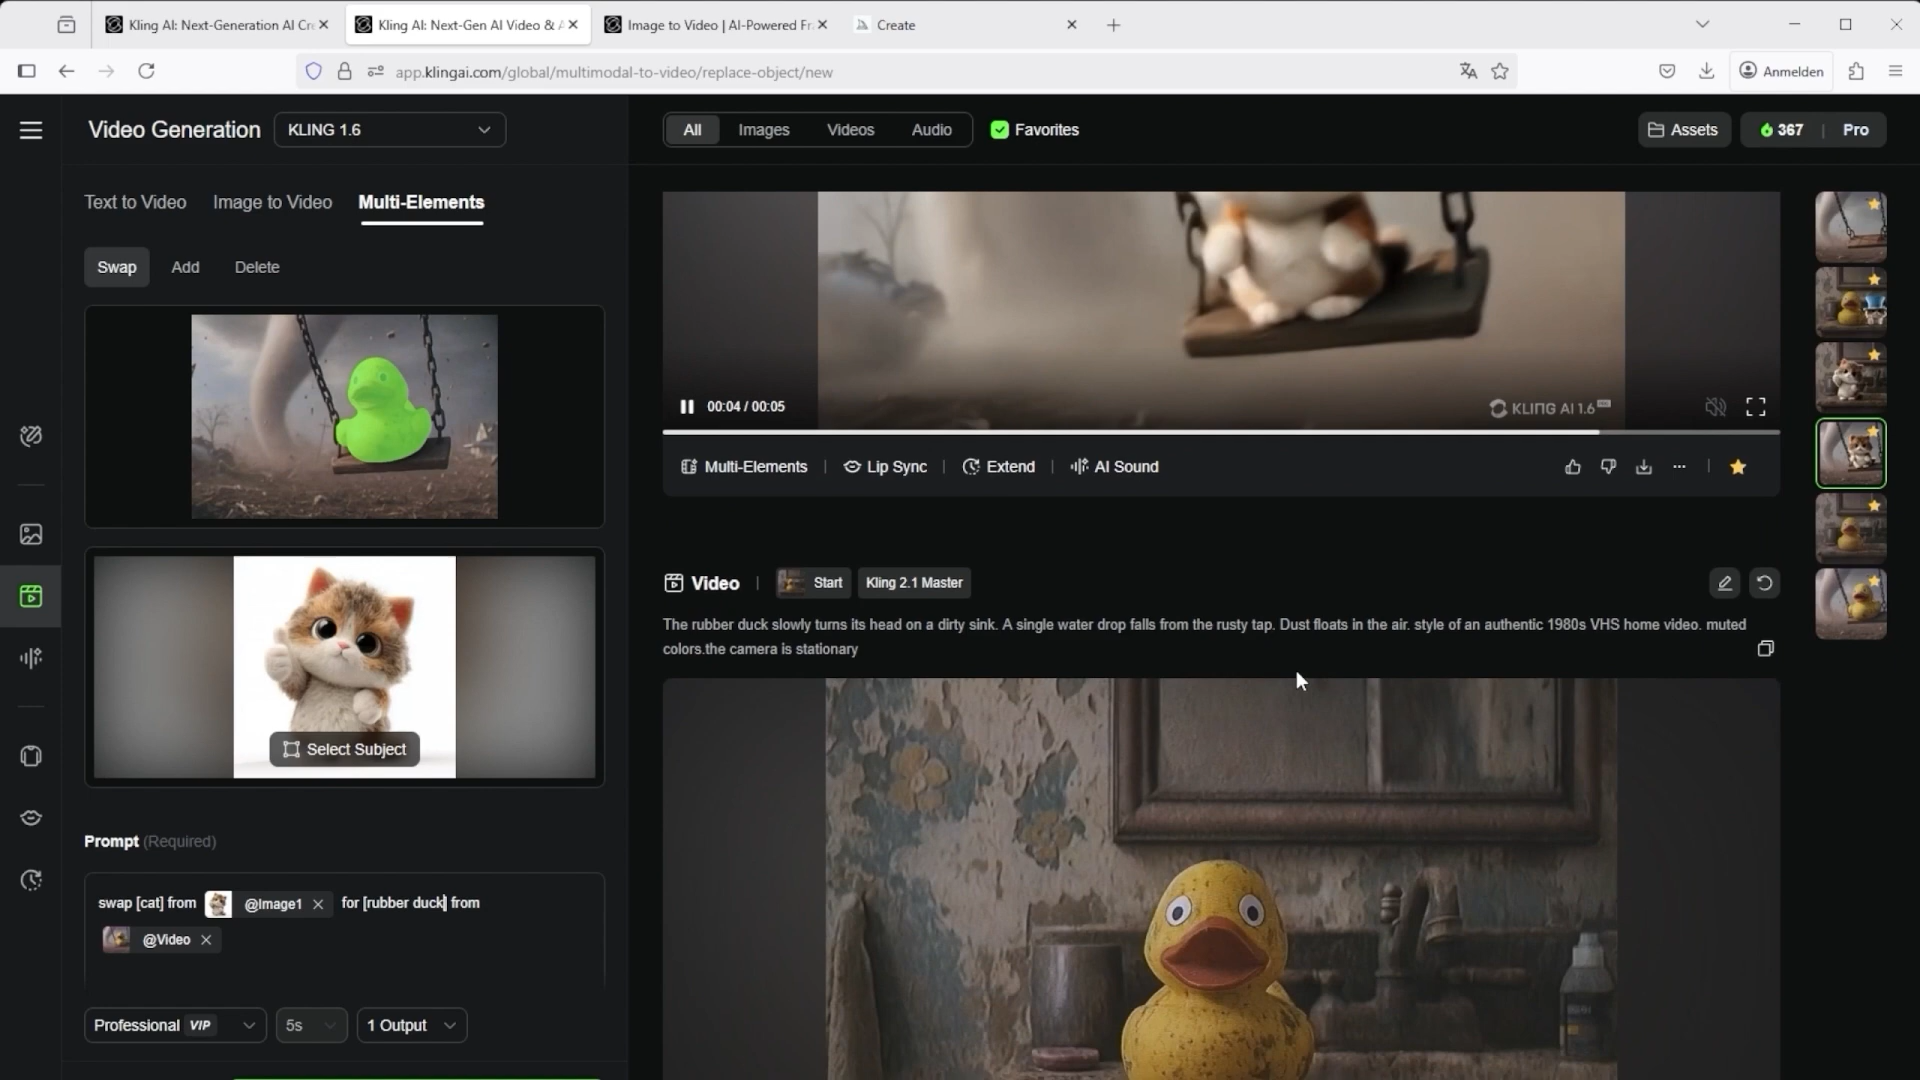 Kling AI: Next-Generation AI Cr
Kling AI: Next-Gen AI Video & A
Image to Video | AI-Powered Fr
Create
app.klingai.com/global/multimodal-to-video/replace-object/new
Anmelden
Video Generation
KLING 1.6
All
Images
Videos
Audio
Favorites
Assets
367
Pro
Text to Video
Image to Video
Multi-Elements
Swap
Add
Delete
00:04 / 00:05
KLING AI 1.6
Multi-Elements
Lip Sync
Extend
AI Sound
Select Subject
Video
Start
Kling 2.1 Master
The rubber duck slowly turns its head on a dirty sink. A single water drop falls from the rusty tap. Dust floats in the air. style of an authentic 1980s VHS home video. muted
colors.the camera is stationary
Prompt (Required)
swap [cat] from @Image1 for [rubber duck] from
@Video
Professional VIP
5s
1 Output